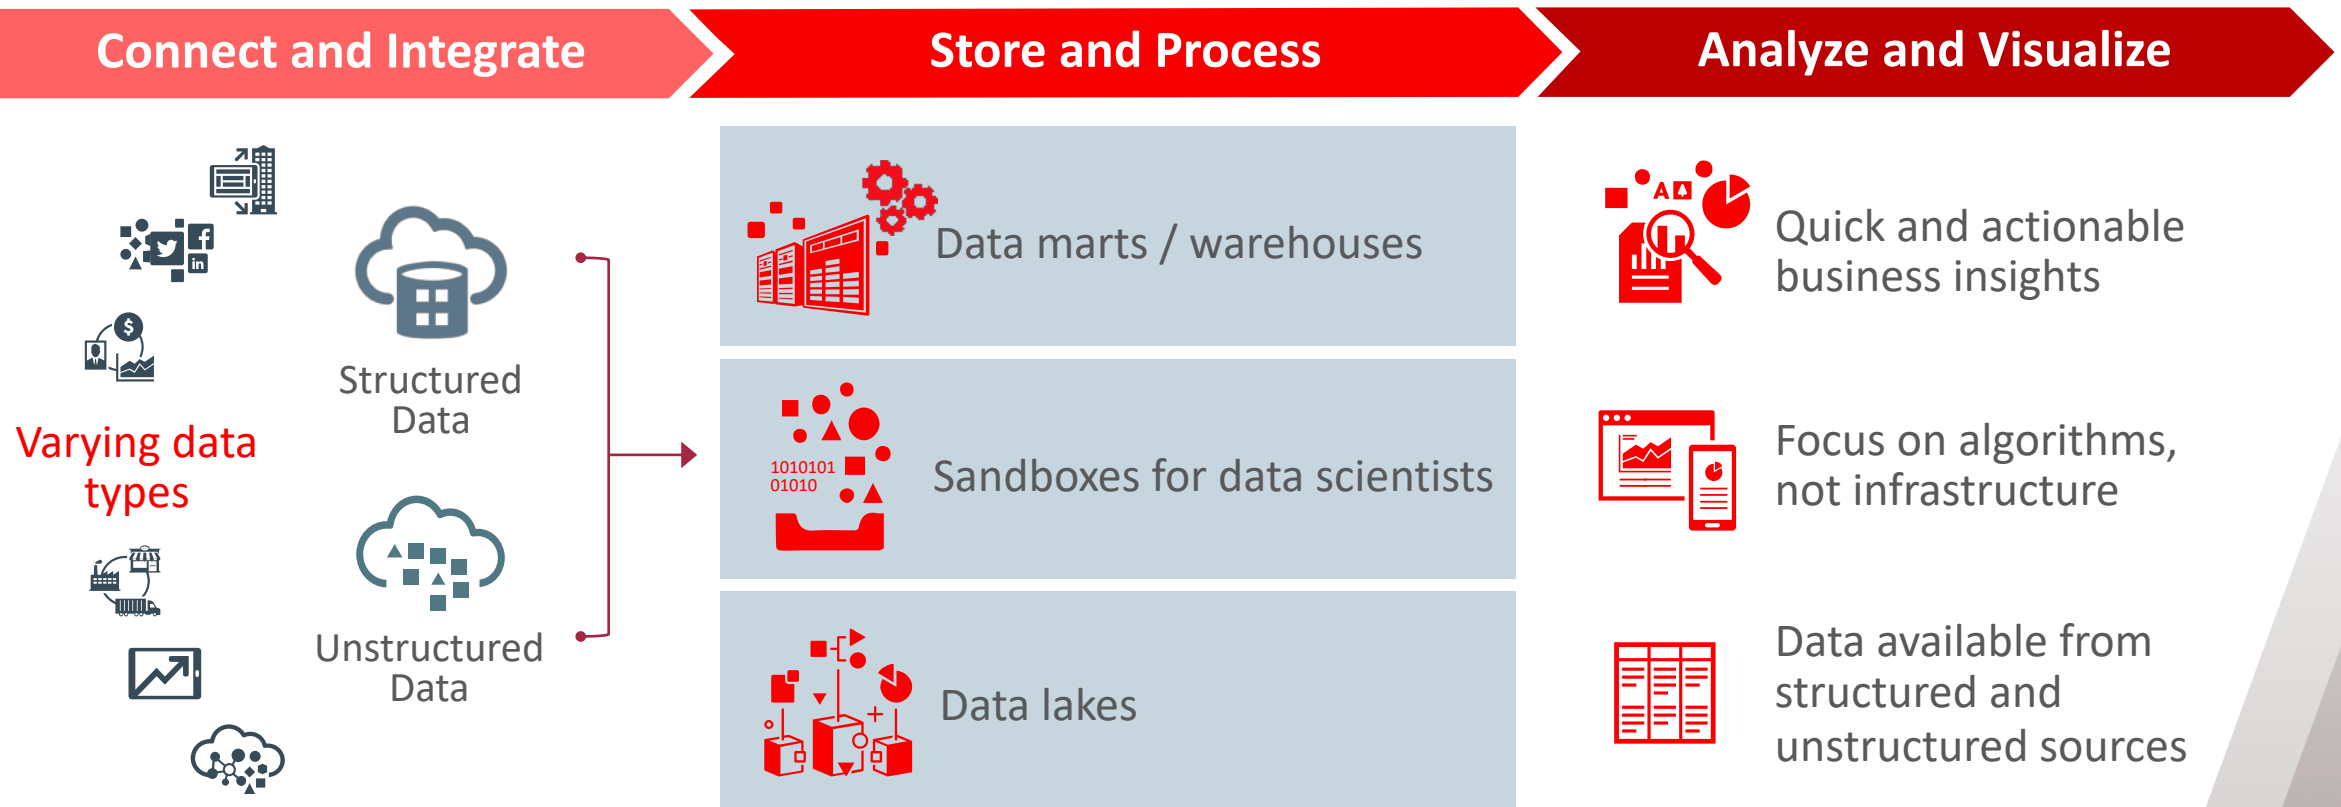 Connect and Integrate
Store and Process
Analyze and Visualize
Varying data
types
Structured
Data
Unstructured
Data
in
$
Data marts / warehouses
1010101
01010
Sandboxes for data scientists
Data lakes
A
A
Quick and actionable
business insights
Focus on algorithms,
not infrastructure
Data available from
structured and
unstructured sources